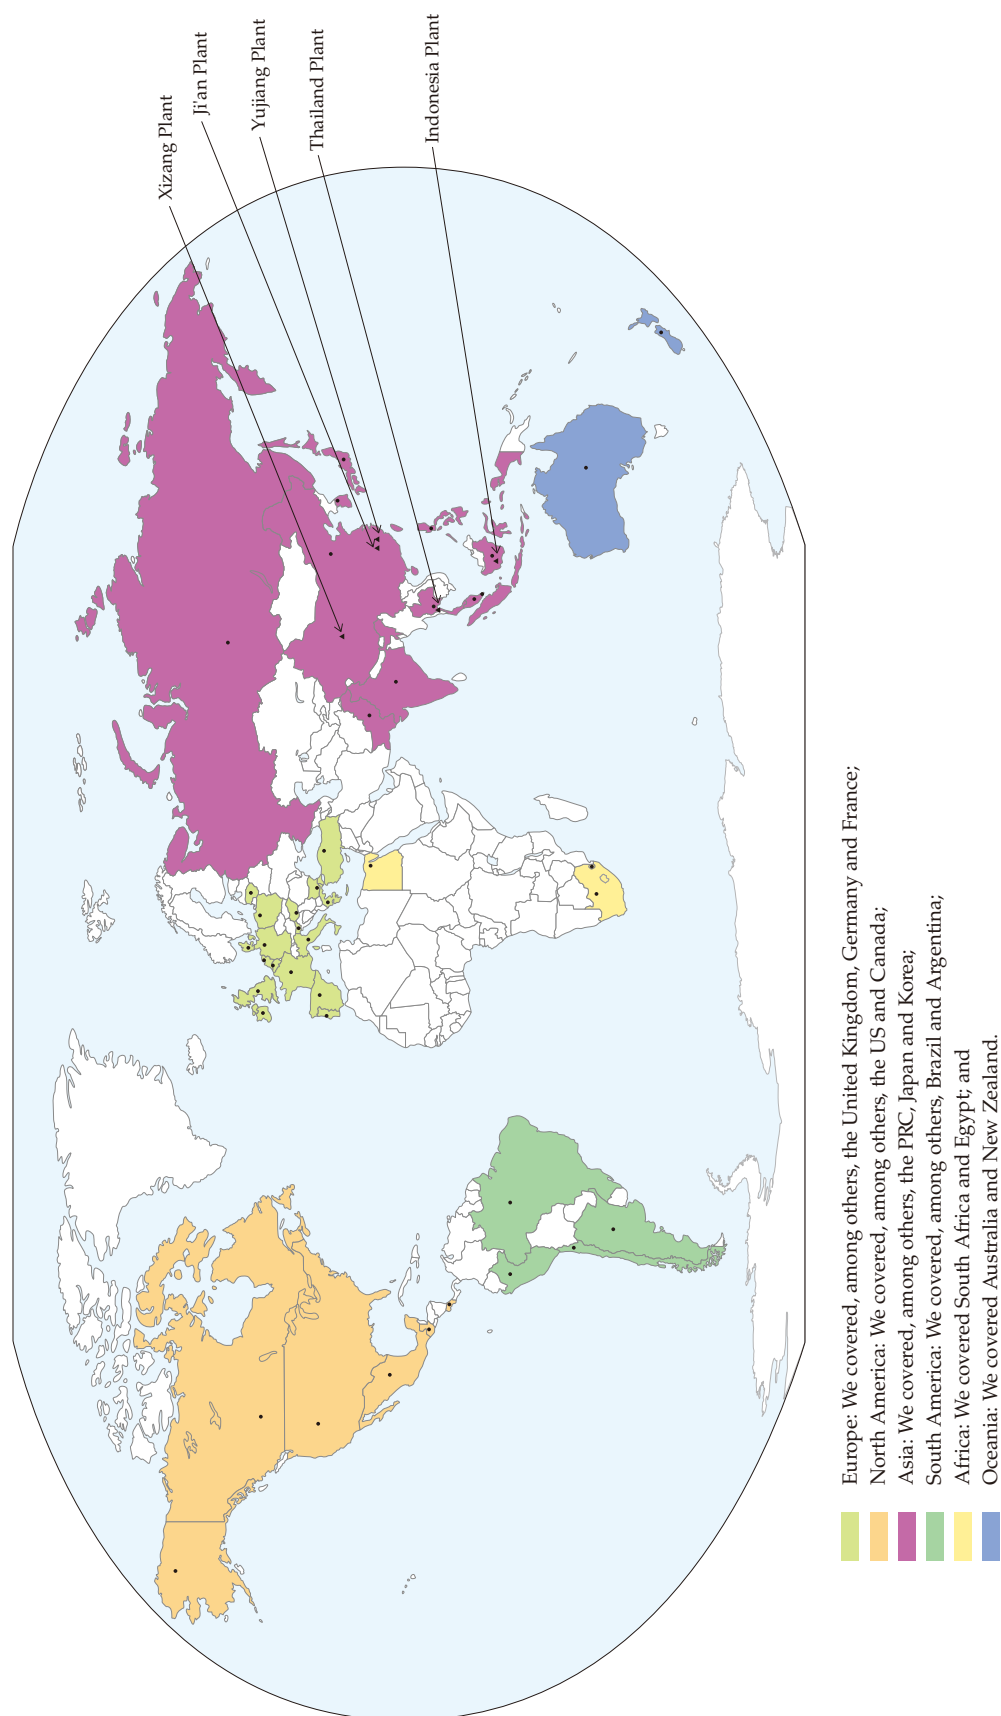 Xizang Plant
Ji'an Plant
Yujiang Plant
Thailand Plant
Indonesia Plant
Europe: We covered, among others, the United Kingdom, Germany and France;
North America: We covered, among others, the US and Canada;
Asia: We covered, among others, the PRC, Japan and Korea;
South America: We covered, among others, Brazil and Argentina;
Africa: We covered South Africa and Egypt; and
Oceania: We covered Australia and New Zealand.